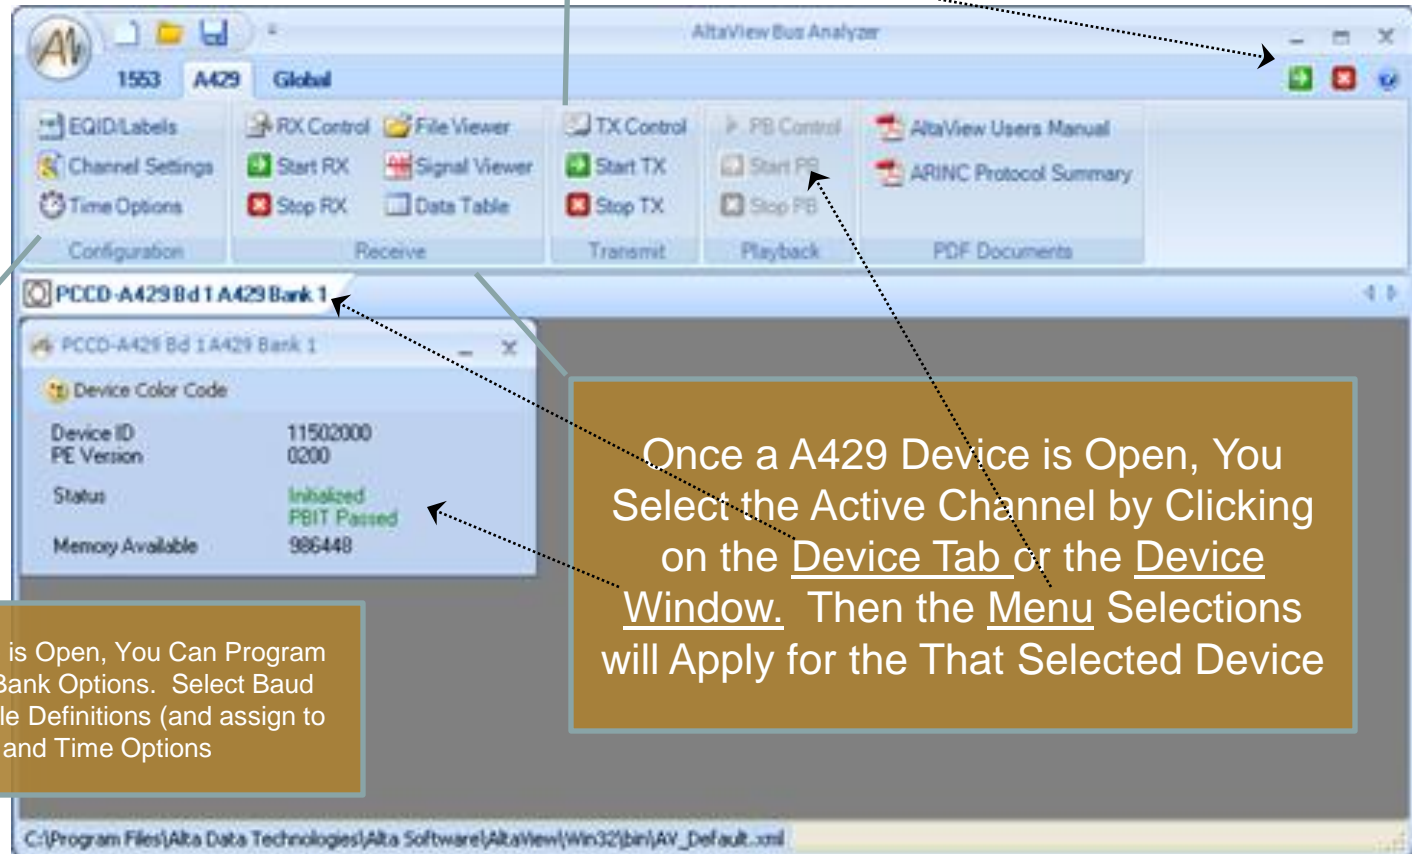 AltaView Bus Analyzer
1553 A429 Global
EQID/Labels
Channel Settings
Time Options
Configuration
RX Control File Viewer
Start RX Signal Viewer
Stop RX Data Table
Receive
TX Control
Start TX
Stop TX
Transmit
PB Control
Start PB
Stop PB
Playback
AltaView Users Manual
ARINC Protocol Summary
PDF Documents
PCCD-A429 Bd 1 A429 Bank 1
PCCD-A429 Bd 1 A429 Bank 1
Device Color Code
Device ID 11502000
PE Version 0200
Status Initialized
PBIT Passed
Memory Available 986448
Once a A429 Device is Open, You
Select the Active Channel by Clicking
on the Device Tab or the Device
Window. Then the Menu Selections
will Apply for the That Selected Device
is Open, You Can Program
Bank Options. Select Baud
le Definitions (and assign to
and Time Options
C:\Program Files\Alta Data Technologies\Alta Software\AltaView\Win32\bin\AV_Default.xml